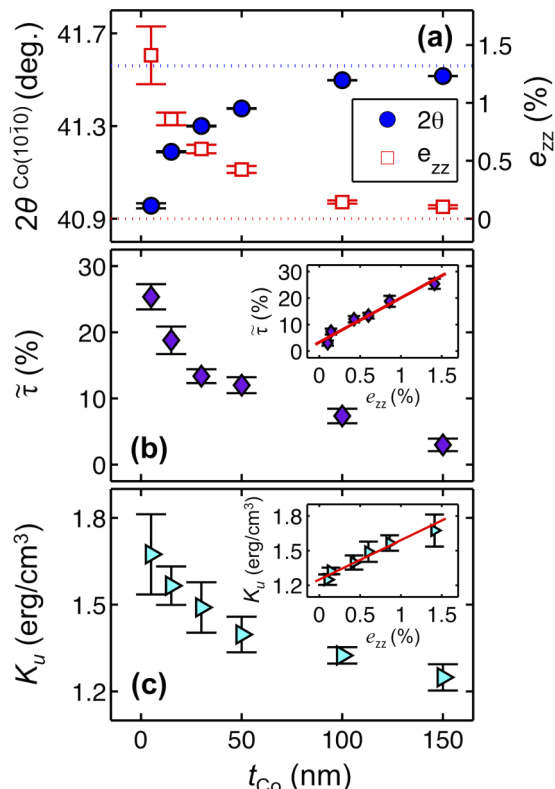 (a)
2θ Co(101̄0) (deg.)
41.7
41.3
40.9
1.5
1
0.5
0
e_zz (%)
2θ
e_zz
(b)
τ̃ (%)
30
20
10
0
τ̃ (%)
30
20
10
0
0 0.5 1 1.5
e_zz (%)
(c)
K_u (erg/cm³)
1.8
1.5
1.2
K_u (erg/cm³)
1.8
1.5
1.2
0 0.5 1 1.5
e_zz (%)
0 50 100 150
t_Co (nm)